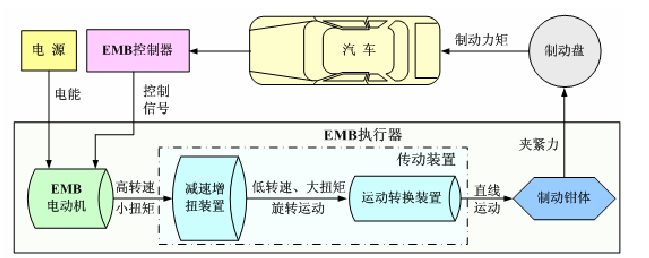 电 源
EMB控制器
汽 车
制动力矩
制动盘
电能
控制
信号
夹紧力
EMB执行器
传动装置
EMB
电动机
高转速
小扭矩
减速增
扭装置
低转速、大扭矩
旋转运动
运动转换装置
直线
运动
制动钳体